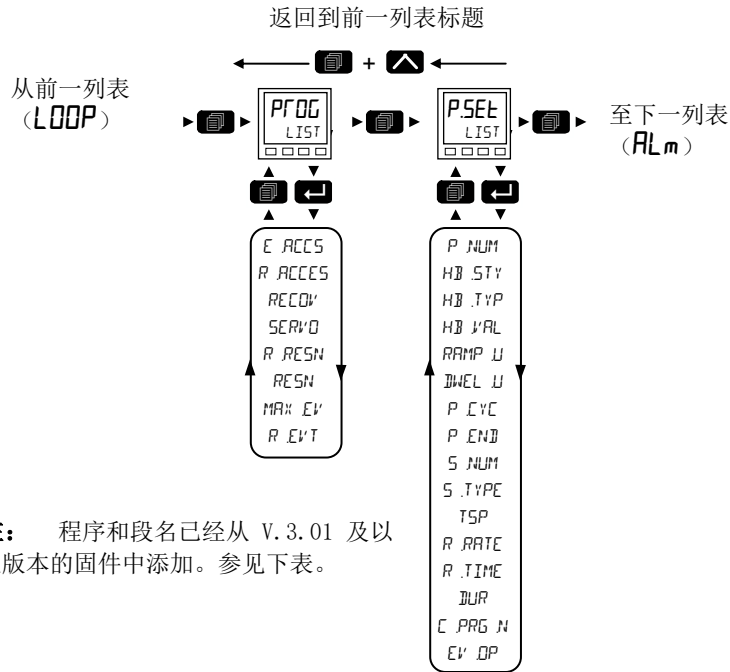 返回到前一列表标题
+
从前一列表
（LOOP）
PROG
LIST
P.SEt
LIST
至下一列表
（ALm）
E.ACCS
R.ACCES
RECOV
SERVO
R.RESN
RESN
MAX.EV
R.EVT
P.NUM
HB.STY
HB.TYP
HB.VAL
RAMP.U
DWEL.U
P.CYC
P.END
S.NUM
S.TYPE
TSP
R.RATE
R.TIME
DUR
C.PRG.N
EV.OP
： 程序和段名已经从 V.3.01 及以
版本的固件中添加。参见下表。